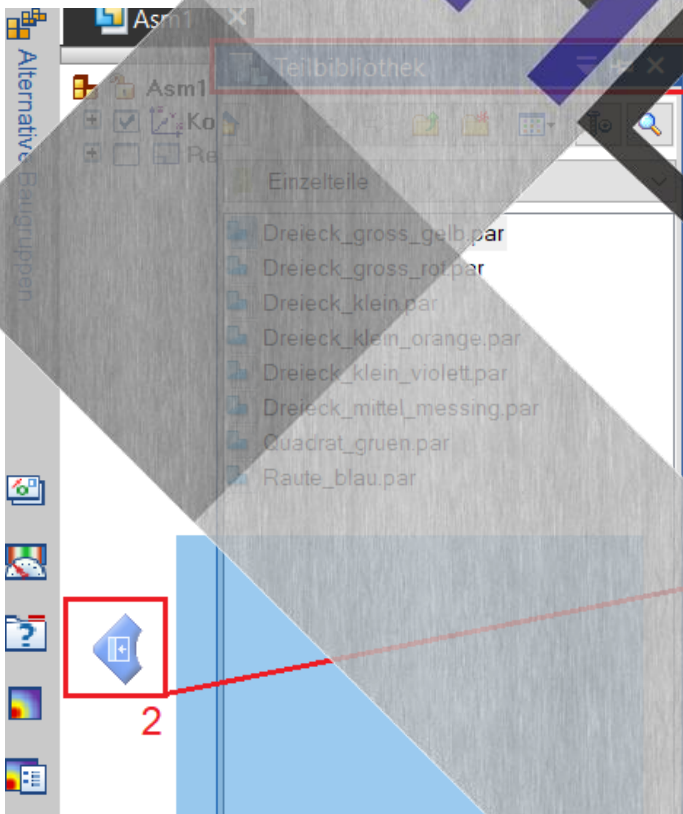 Asm1
Teilbibliothek
Alternative Baugruppen
Asm1
Ko
Re
Einzelteile
Dreieck_gross_gelb.par
Dreieck_gross_rot.par
Dreieck_klein.par
Dreieck_klein_orange.par
Dreieck_klein_violett.par
Dreieck_mittel_messing.par
Quadrat_gruen.par
Raute_blau.par
2